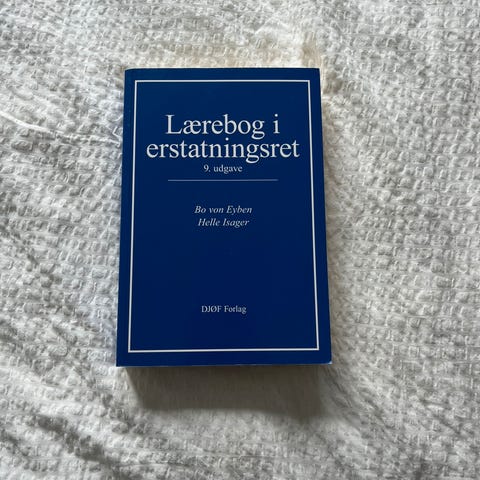 Lærebog i
erstatningsret
9. udgave
Bo von Eyben
Helle Isager
DJØF Forlag